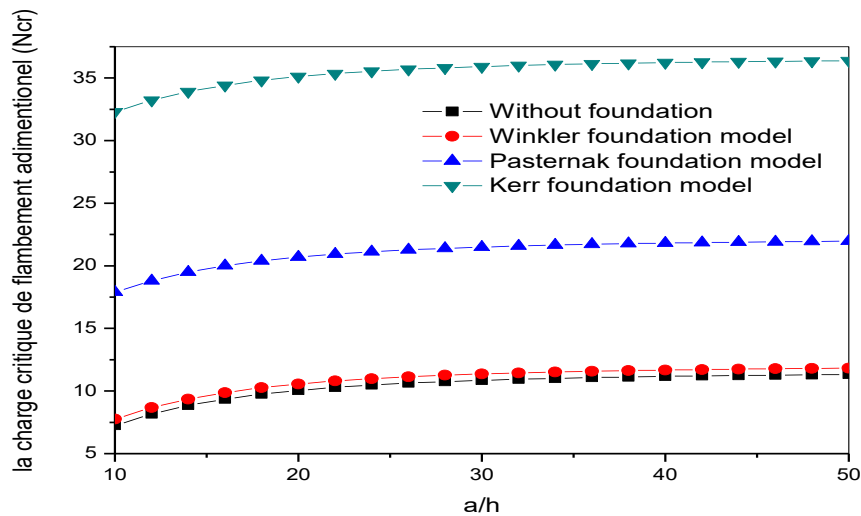 la charge critique de flambement adimentionel (Ncr)
35
30
25
20
15
10
5
Without foundation
Winkler foundation model
Pasternak foundation model
Kerr foundation model
10 20 30 40 50
a/h